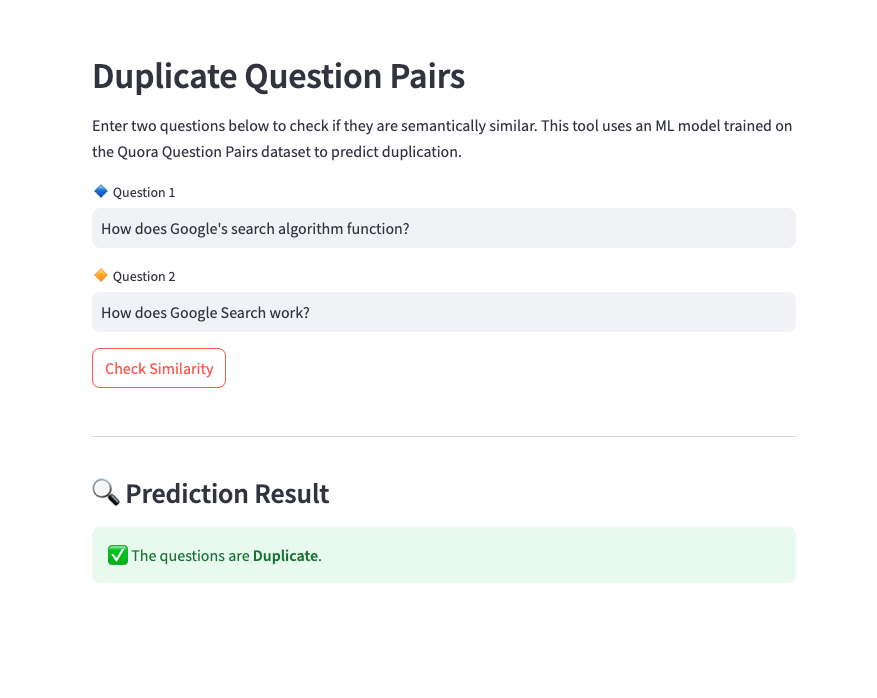 Duplicate Question Pairs
Enter two questions below to check if they are semantically similar. This tool uses an ML model trained on
the Quora Question Pairs dataset to predict duplication.
🔷 Question 1
How does Google's search algorithm function?
🔶 Question 2
How does Google Search work?
Check Similarity
🔍 Prediction Result
✅ The questions are Duplicate.